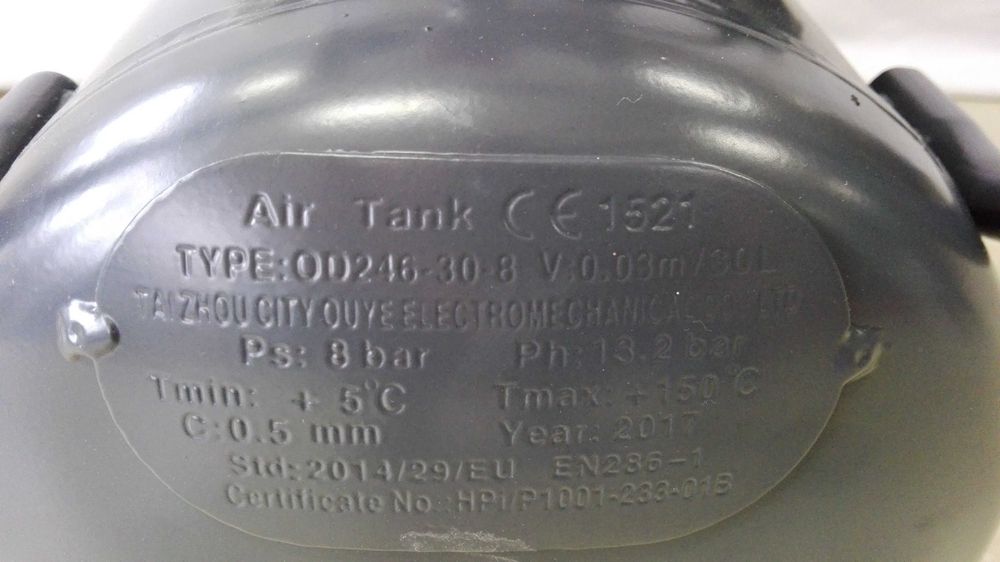 Air Tank CE 1521
TYPE:OD246-30-8 V:0.03m³/30L
TAIZHOU CITY OUYE ELECTROMECHANICAL CO.,LTD
Ps: 8 bar Ph: 13.2 bar
Tmin: + 5°C Tmax: +150°C
C: 0.5 mm Year: 2017
Std: 2014/29/EU EN286-1
Certificate No.: HPi/P1001-233-01B